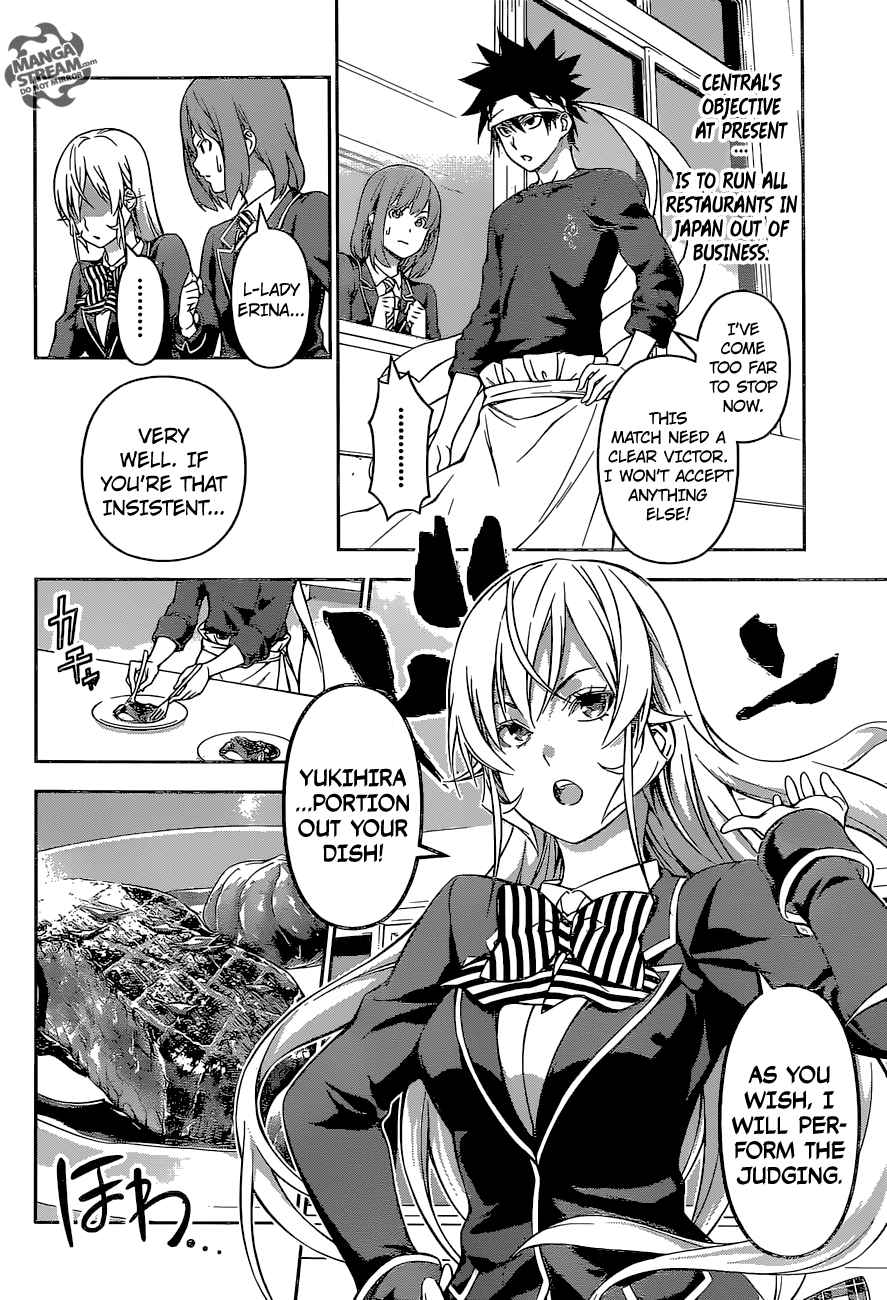 MANGA
STREAM.com
DO NOT MIRROR
CENTRAL'S
OBJECTIVE
AT PRESENT
...
IS TO RUN ALL
RESTAURANTS IN
JAPAN OUT OF
BUSINESS.
I'VE
COME
TOO FAR
TO STOP
NOW.
THIS
MATCH NEED A
CLEAR VICTOR.
I WON'T ACCEPT
ANYTHING
ELSE!
........
L-LADY
ERINA...
......
VERY
WELL. IF
YOU'RE THAT
INSISTENT...
カチャ
YUKIHIRA
...PORTION
OUT YOUR
DISH!
AS YOU
WISH, I
WILL PER-
FORM THE
JUDGING.
ほわ...